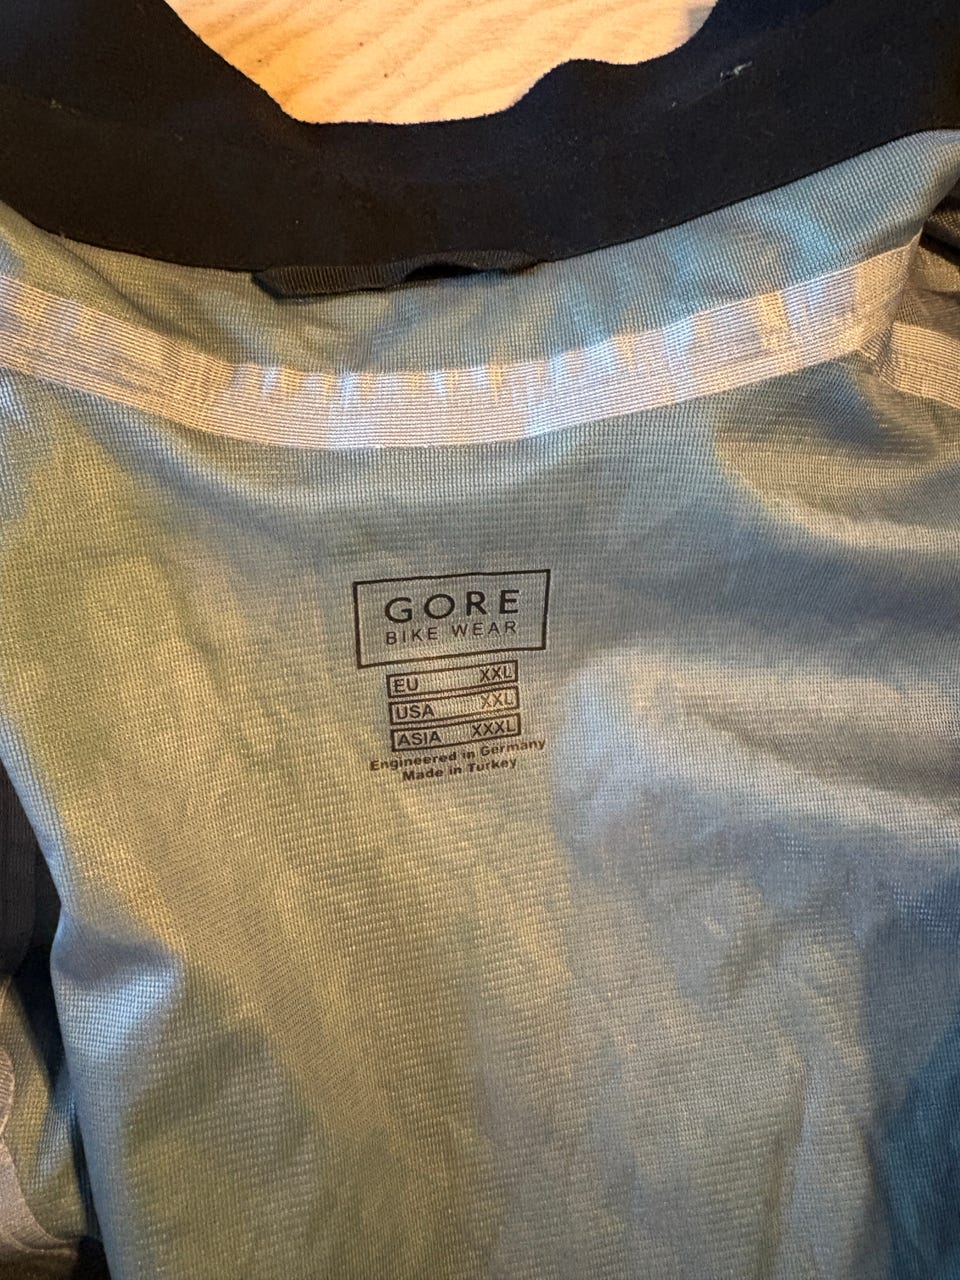 GORE
BIKE WEAR
EU XXL
USA XXL
ASIA XXXL
Engineered in Germany
Made in Turkey